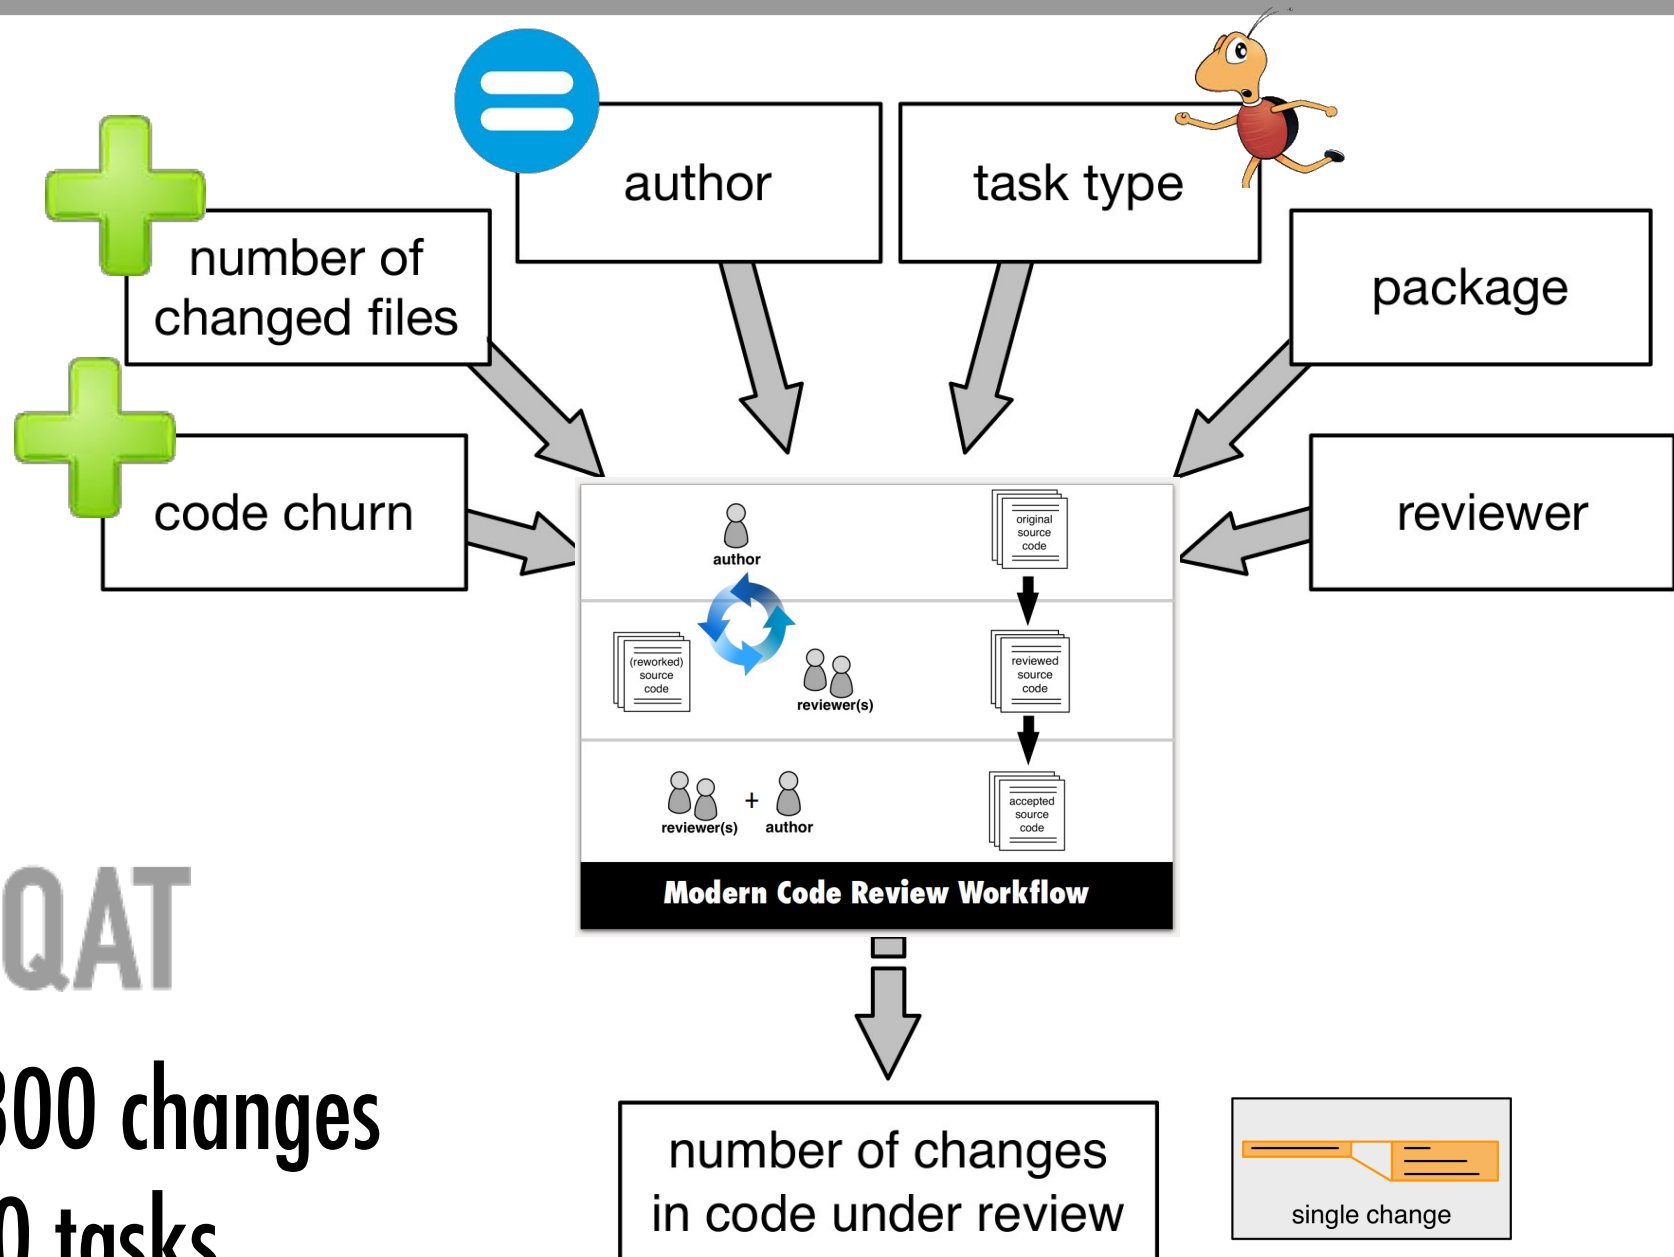 author
task type
number of
changed files
package
code churn
reviewer
author
original
source
code
(reworked)
source
code
reviewer(s)
reviewed
source
code
reviewer(s)
+
author
accepted
source
code
Modern Code Review Workflow
QAT
300 changes
0 tasks
number of changes
in code under review
single change